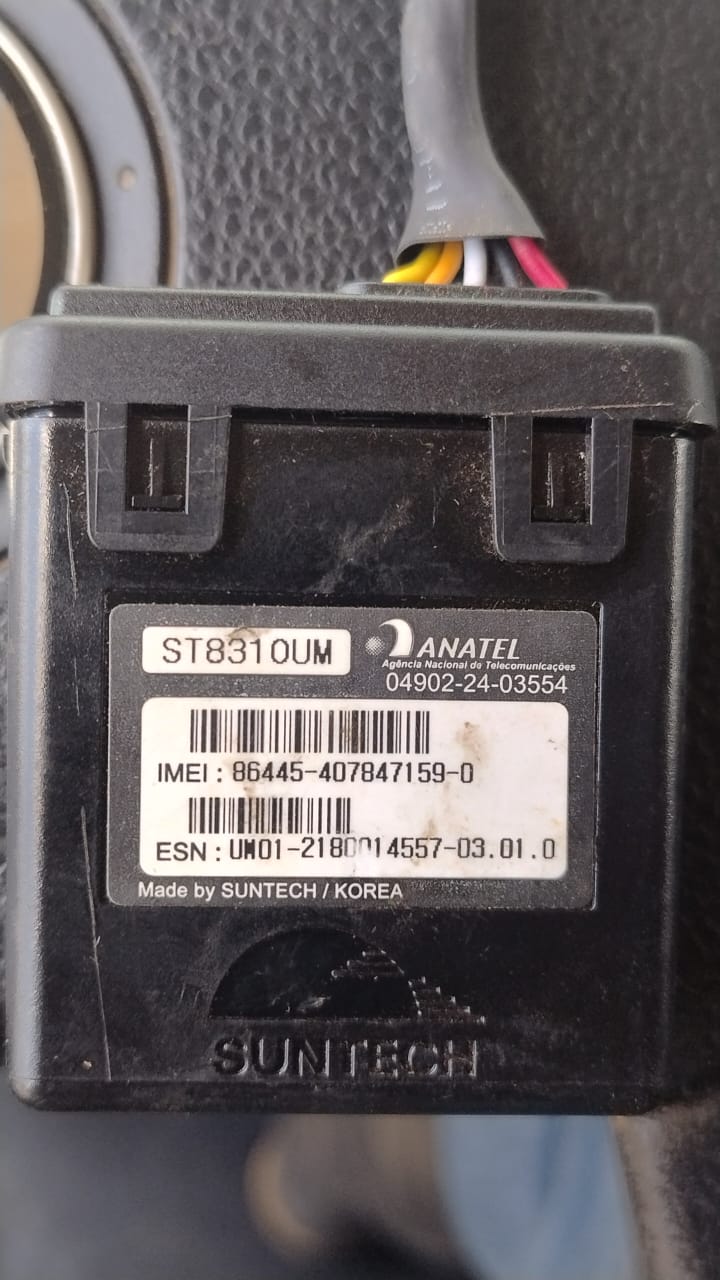 ST8310UM
ANATEL
Agência Nacional de Telecomunicações
04902-24-03554
IMEI : 86445-407847159-0
ESN : UM01-2180014557-03.01.0
Made by SUNTECH / KOREA
SUNTECH